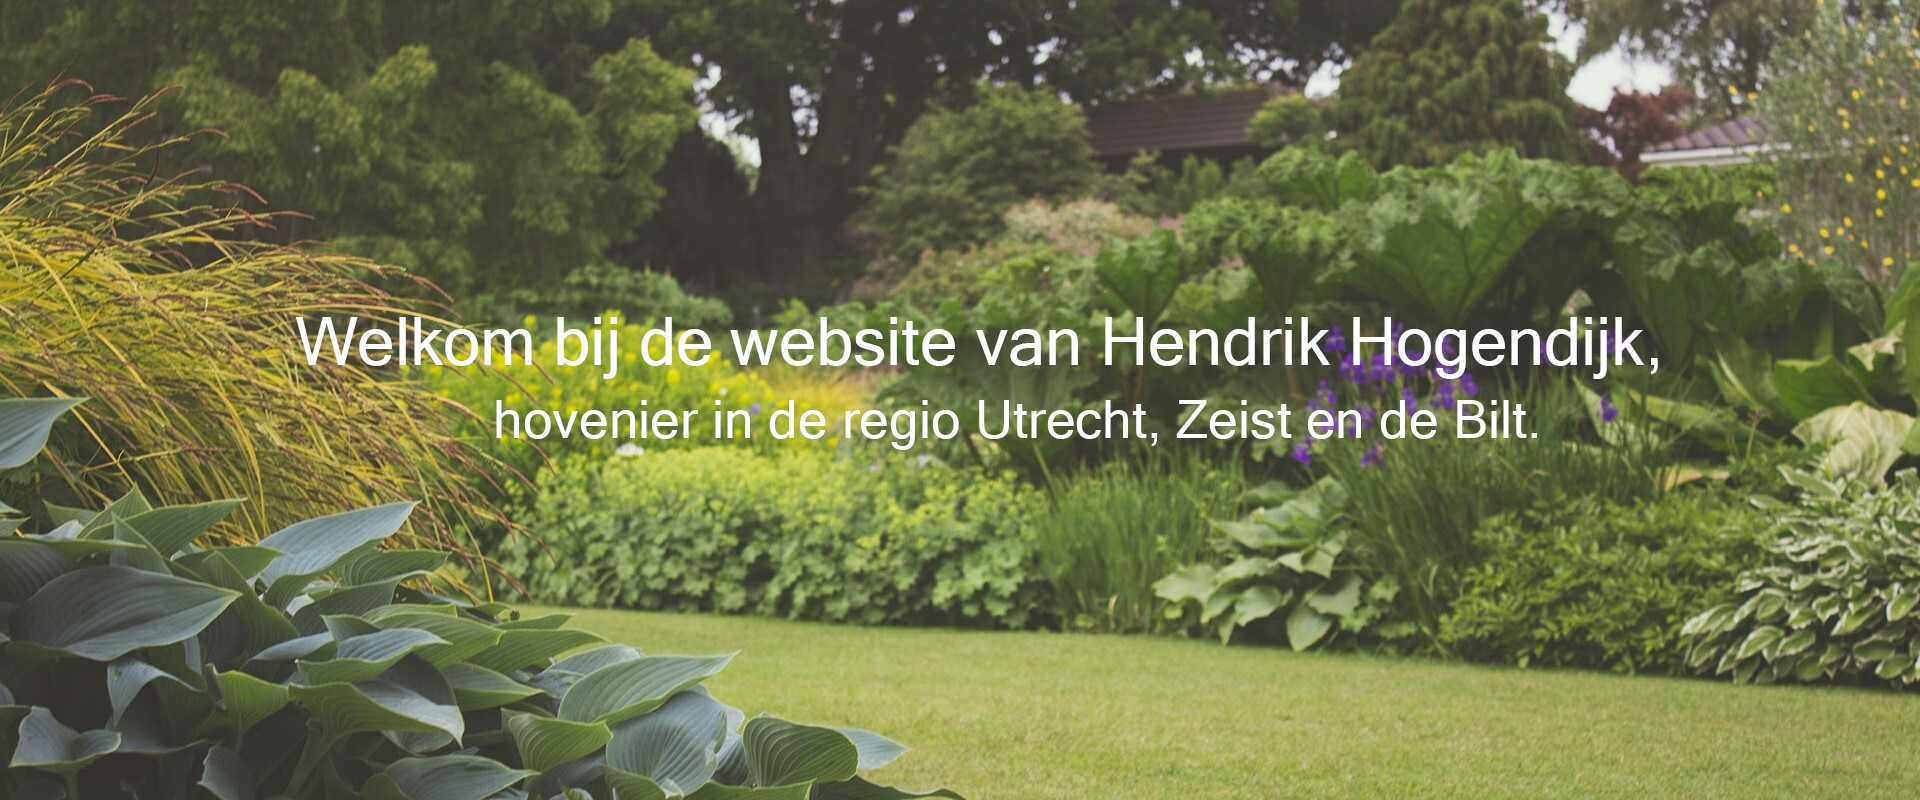 Welkom bij de website van Hendrik Hogendijk,
hovenier in de regio Utrecht, Zeist en de Bilt.